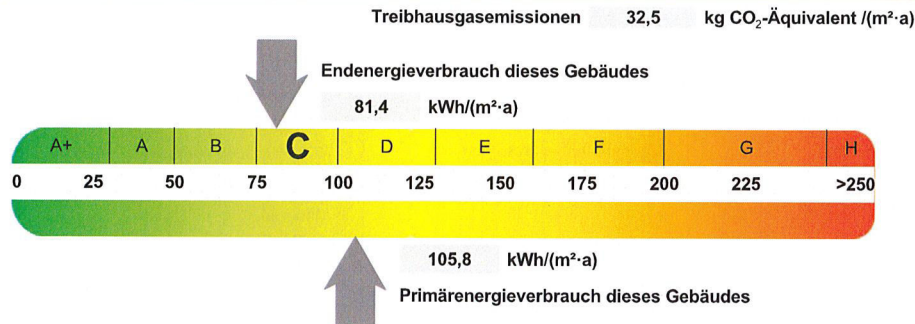 Treibhausgasemissionen 32,5 kg CO₂-Äquivalent /(m²·a)
Endenergieverbrauch dieses Gebäudes
81,4 kWh/(m²·a)
A+ A B C D E F G H
0 25 50 75 100 125 150 175 200 225 >250
105,8 kWh/(m²·a)
Primärenergieverbrauch dieses Gebäudes